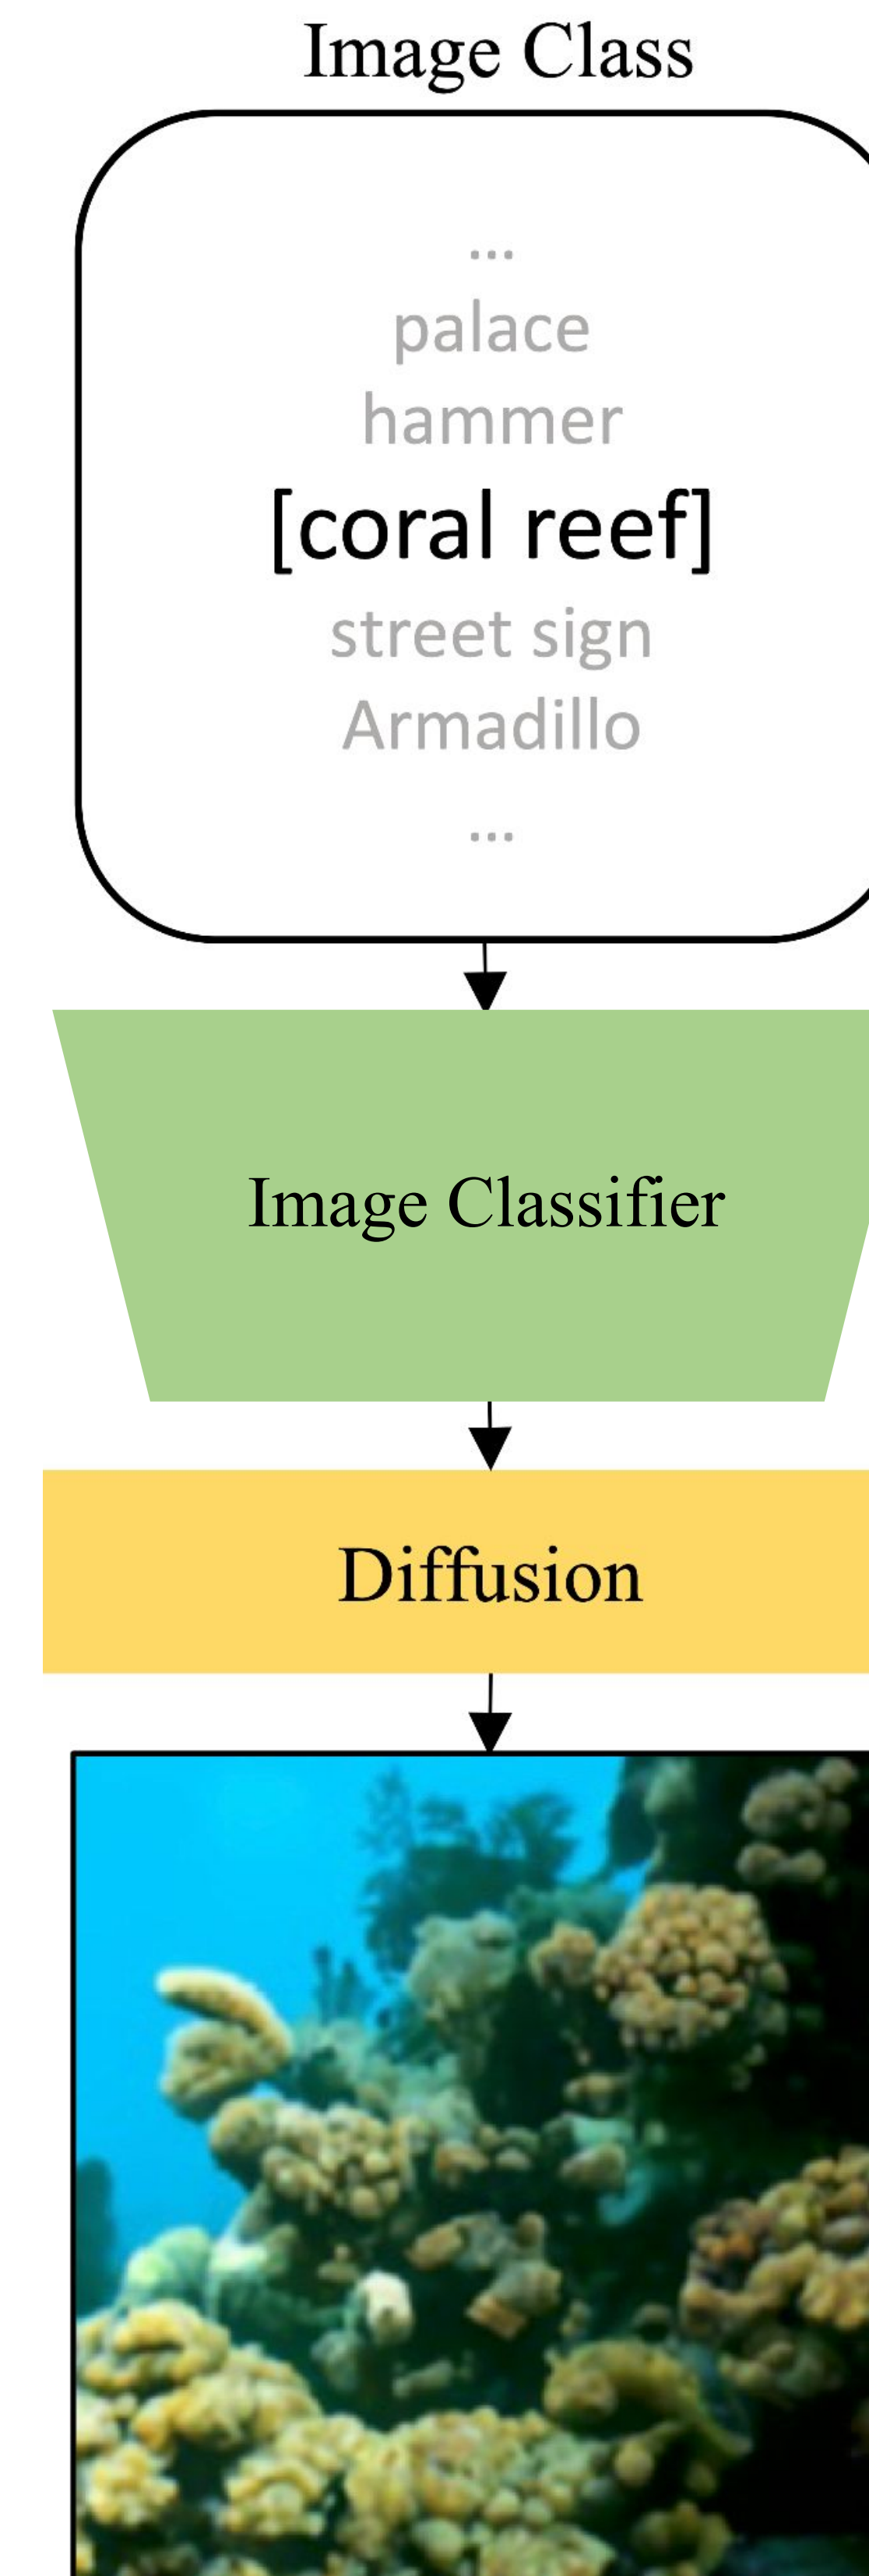 Image Class
...
palace
hammer
[coral reef]
street sign
Armadillo
...
Image Classifier
Diffusion